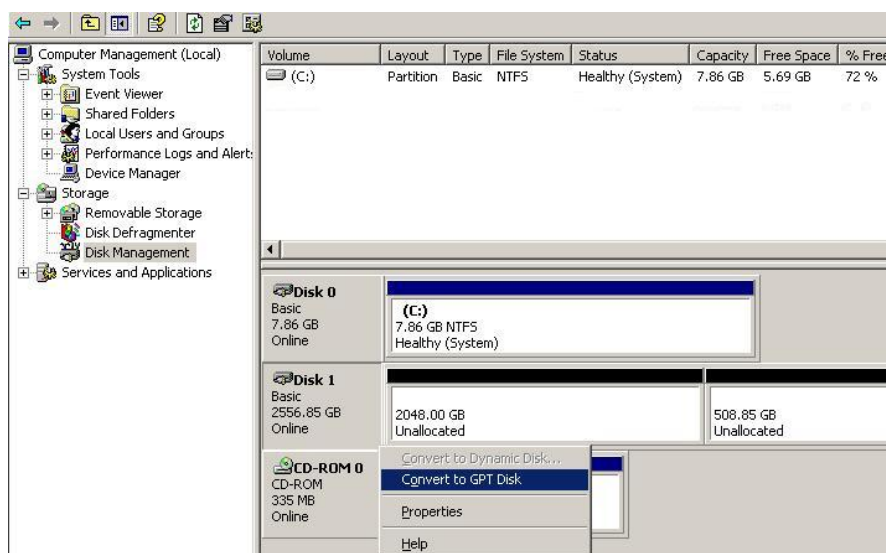 Computer Management (Local)
System Tools
Event Viewer
Shared Folders
Local Users and Groups
Performance Logs and Alert
Device Manager
Storage
Removable Storage
Disk Defragmenter
Disk Management
Services and Applications
Volume Layout Type File System Status Capacity Free Space % Free
(C:) Partition Basic NTFS Healthy (System) 7.86 GB 5.69 GB 72 %
Disk 0
Basic
7.86 GB
Online
(C:)
7.86 GB NTFS
Healthy (System)
Disk 1
Basic
2556.85 GB
Online
2048.00 GB
Unallocated
508.85 GB
Unallocated
CD-ROM 0
CD-ROM
335 MB
Online
Convert to Dynamic Disk...
Convert to GPT Disk
Properties
Help